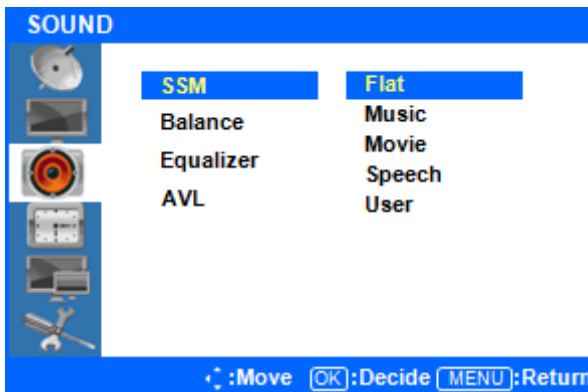 SOUND
SSM
Balance
Equalizer
AVL
Flat
Music
Movie
Speech
User
:Move OK:Decide MENU:Return